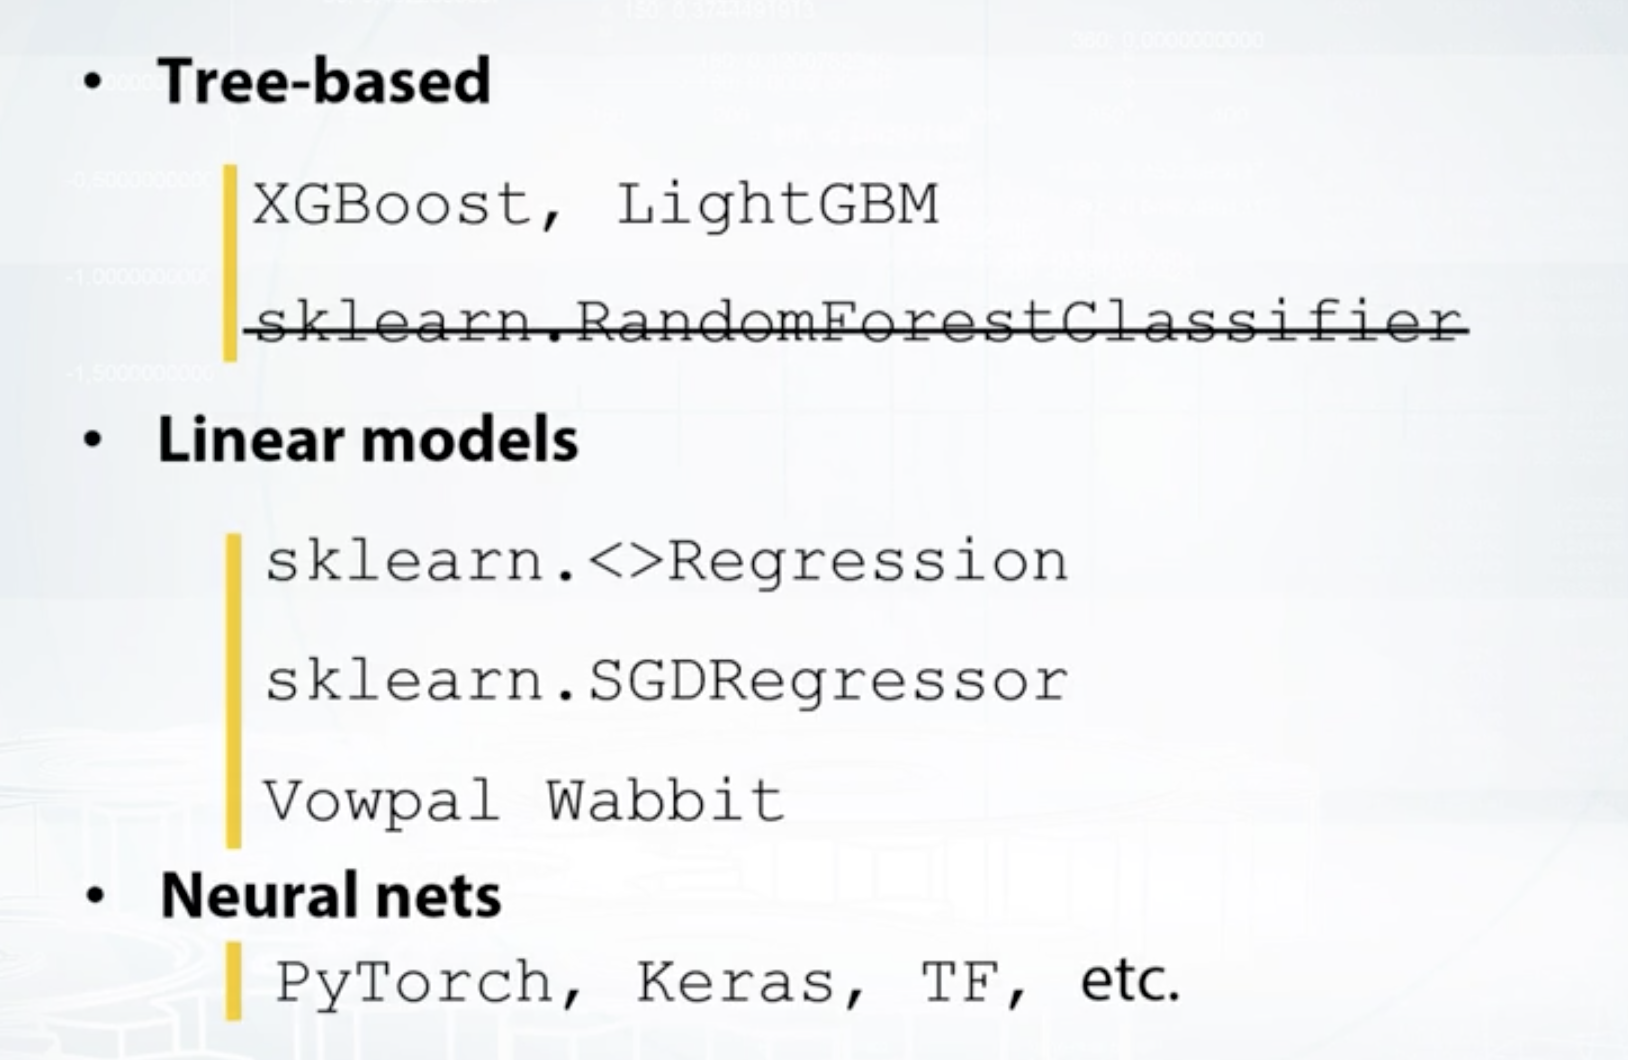 • Tree-based
XGBoost, LightGBM
sklearn.RandomForestClassifier
• Linear models
sklearn.<>Regression
sklearn.SGDRegressor
Vowpal Wabbit
• Neural nets
PyTorch, Keras, TF, etc.